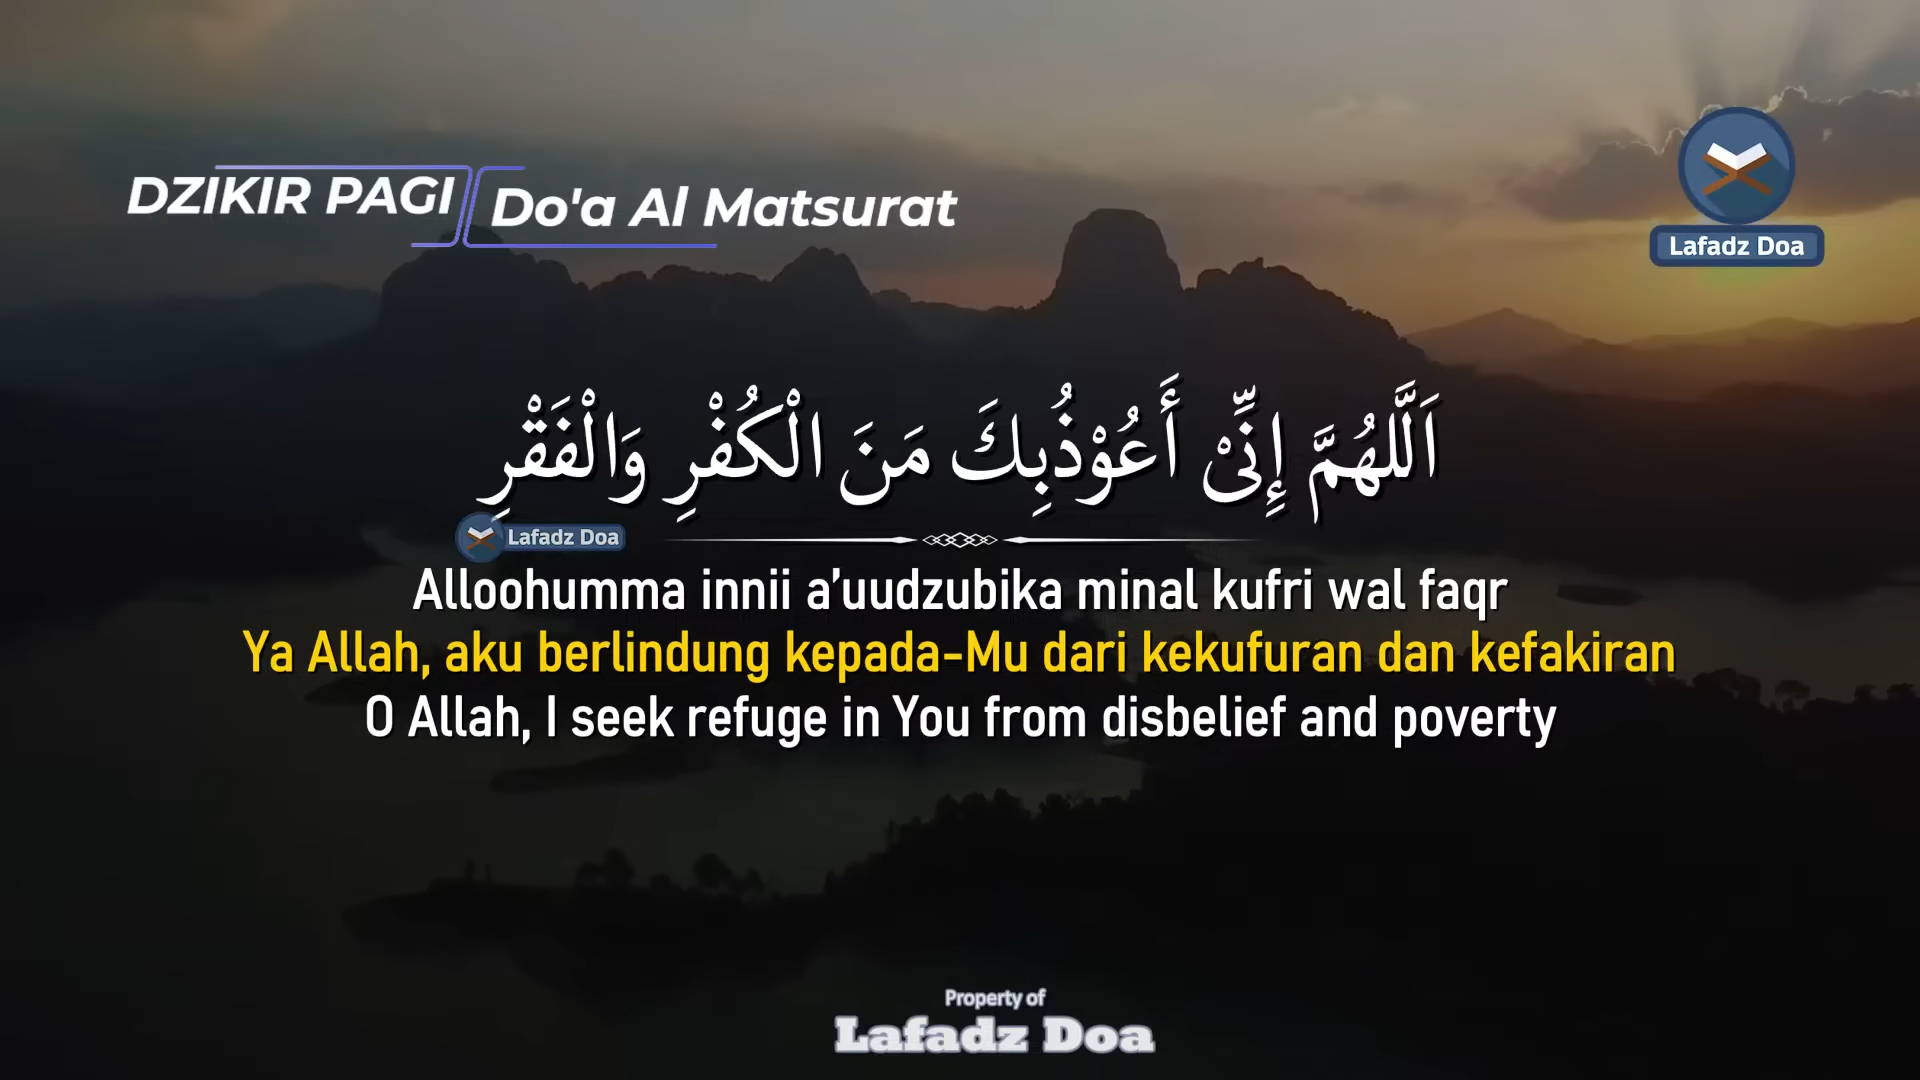 DZIKIR PAGI
Do'a Al Matsurat
Lafadz Doa
اَللَّهُمَّ إِنِّىْ أَعُوْذُبِكَ مَنَ الْكُفْرِ وَالْفَقْرِ
Lafadz Doa
Alloohumma innii a’uudzubika minal kufri wal faqr
Ya Allah, aku berlindung kepada-Mu dari kekufuran dan kefakiran
O Allah, I seek refuge in You from disbelief and poverty
Property of
Lafadz Doa